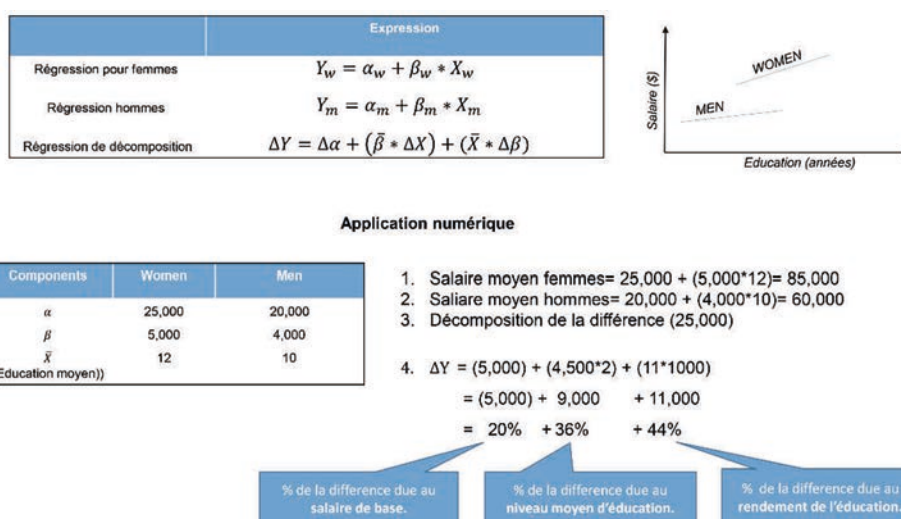 Expression
Régression pour femmes
Y_w = α_w + β_w * X_w
Régression hommes
Y_m = α_m + β_m * X_m
Régression de décomposition
ΔY = Δα + (β̄ * ΔX) + (X̄ * Δβ)
Salaire ($)
WOMEN
MEN
Education (années)
Application numérique
Components Women Men
α 25,000 20,000
β 5,000 4,000
X̄ 12 10
Education moyen))
1. Salaire moyen femmes= 25,000 + (5,000*12)= 85,000
2. Saliare moyen hommes= 20,000 + (4,000*10)= 60,000
3. Décomposition de la différence (25,000)
4. ΔY = (5,000) + (4,500*2) + (11*1000)
= (5,000) + 9,000 + 11,000
= 20% + 36% + 44%
% de la difference due au
salaire de base.
% de la difference due au
niveau moyen d'éducation.
% de la difference due au
rendement de l'éducation.